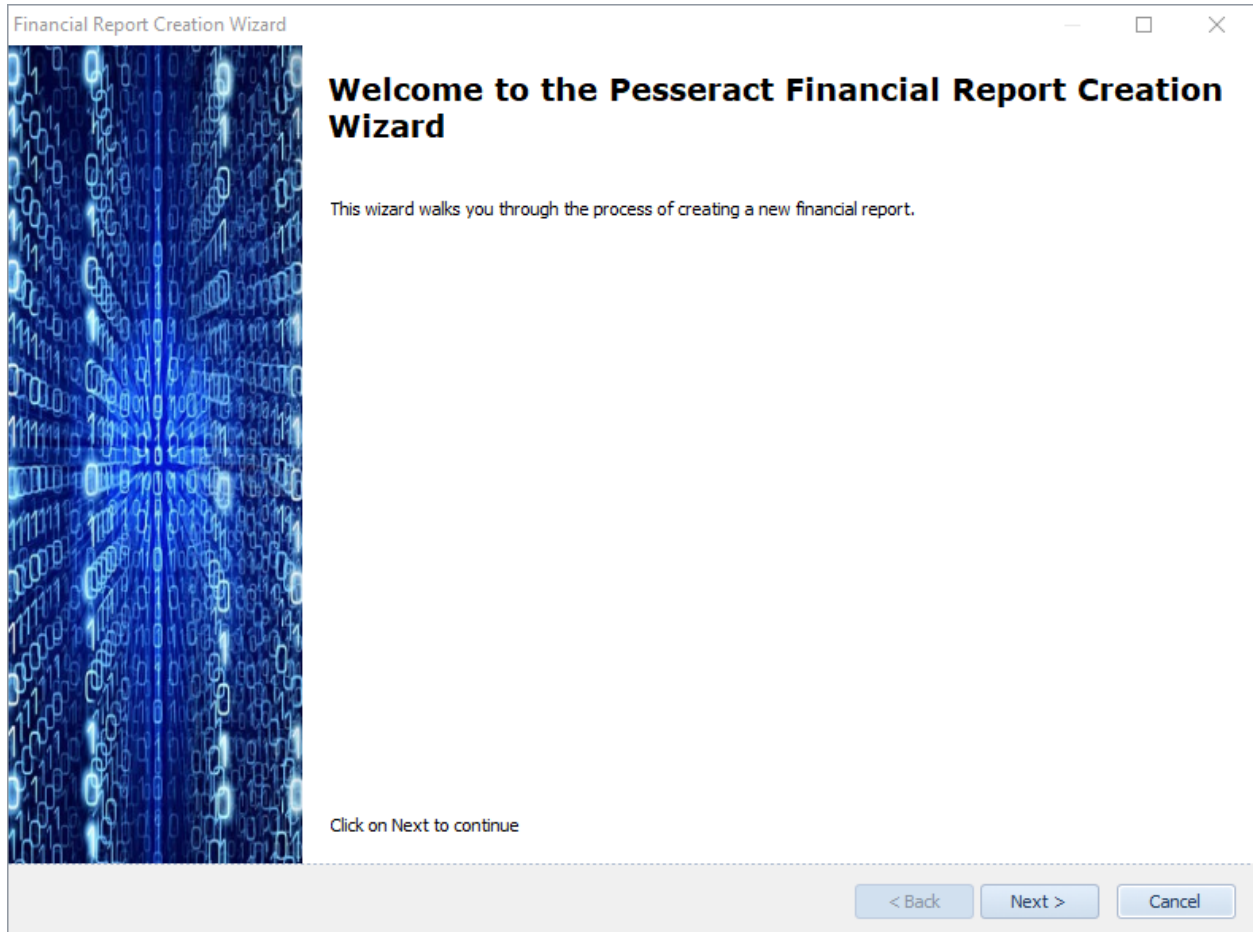 Financial Report Creation Wizard
Welcome to the Pesseract Financial Report Creation
Wizard
This wizard walks you through the process of creating a new financial report.
Click on Next to continue
< Back
Next >
Cancel